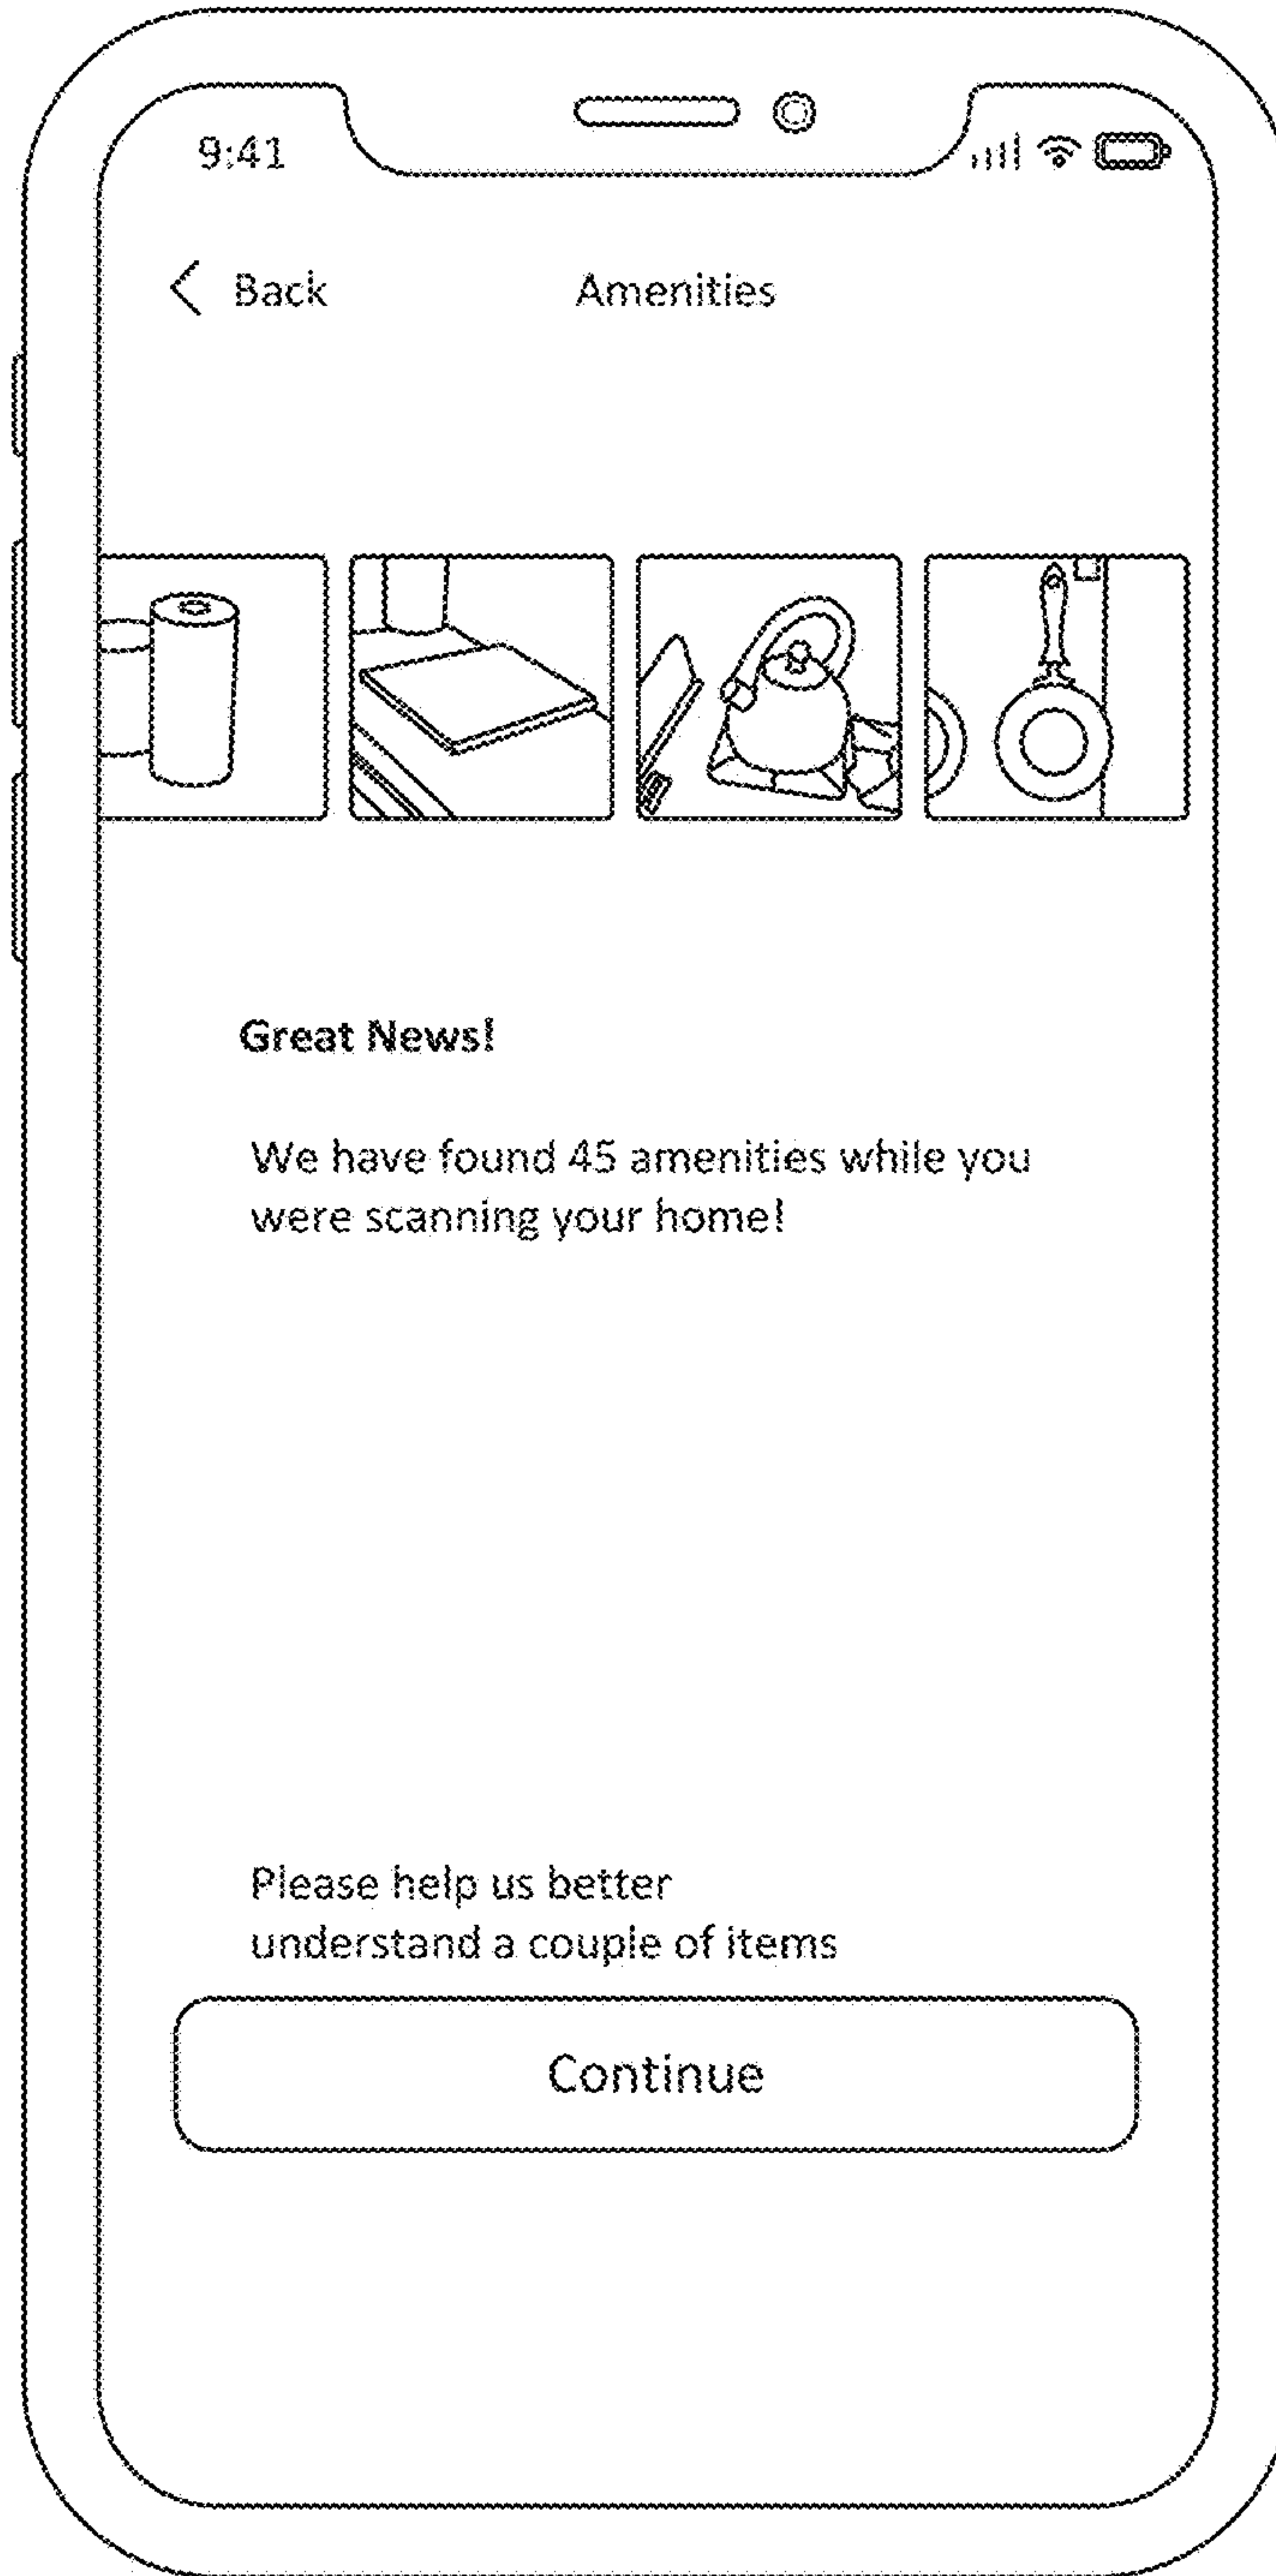 9:41
Back
Amenities
Great News!
We have found 45 amenities while you
were scanning your home!
Please help us better
understand a couple of items
Continue